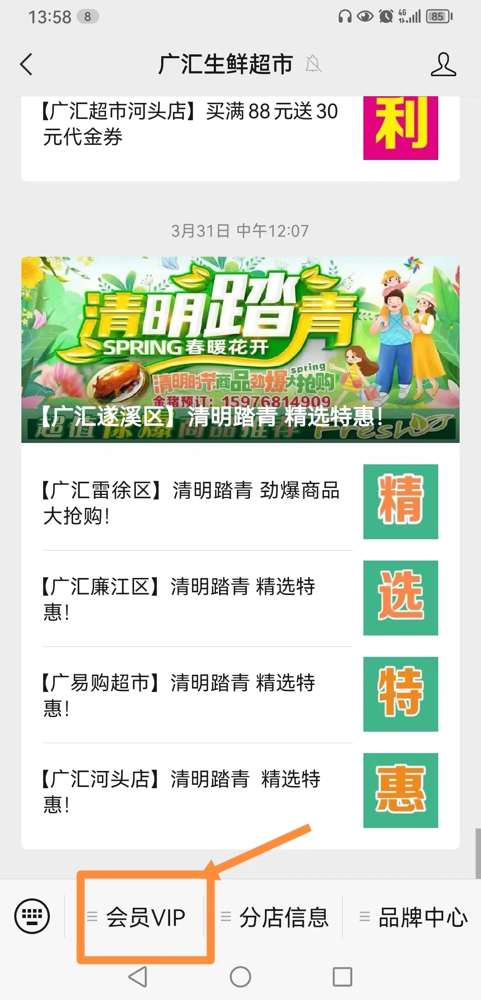 13:58 8
4G 85
广汇生鲜超市
【广汇超市河头店】买满88元送30
元代金券
利
3月31日 中午12:07
清明踏青
SPRING春暖花开
spring
清明时节商品劲爆大抢购
金猪预订：15976814909
【广汇遂溪区】清明踏青 精选特惠！
超值惊爆商品推荐 Fresh
【广汇雷徐区】清明踏青 劲爆商品
大抢购！
精
【广汇廉江区】清明踏青 精选特
惠！
选
【广易购超市】清明踏青 精选特
惠！
特
【广汇河头店】清明踏青 精选特
惠！
惠
会员VIP
分店信息
品牌中心